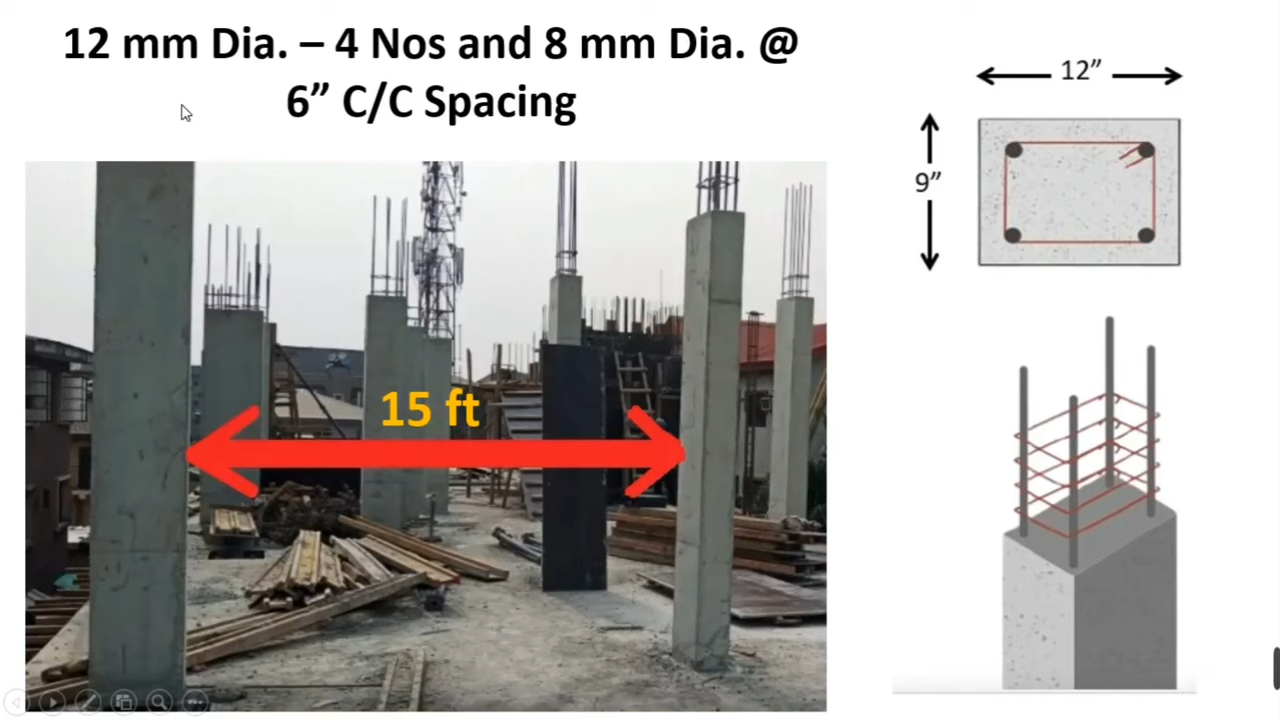 12 mm Dia. – 4 Nos and 8 mm Dia. @
6” C/C Spacing
12”
9”
15 ft